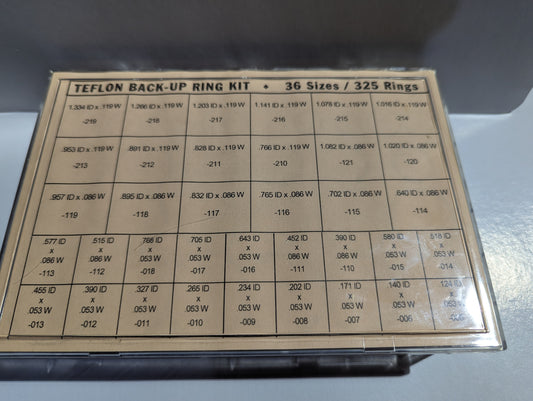 TEFLON BACK-UP RING KIT • 36 Sizes / 325 Rings
1.334 ID x .119 W 1.266 ID x .119 W 1.203 ID x .119 W 1.141 ID x .119 W 1.078 ID x .119 W 1.016 ID x .119 W
-219 -218 -217 -216 -215 -214
.953 ID x .119 W .891 ID x .119 W .828 ID x .119 W .766 ID x .119 W 1.082 ID x .086 W 1.020 ID x .086 W
-213 -212 -211 -210 -121 -120
.957 ID x .086 W .895 ID x .086 W .832 ID x .086 W .765 ID x .086 W .702 ID x .086 W .640 ID x .086 W
-119 -118 -117 -116 -115 -114
.577 ID .515 ID .768 ID .705 ID .643 ID .452 ID .390 ID .580 ID .518 ID
x x x x x x x x x
.086 W .086 W .053 W .053 W .053 W .086 W .086 W .053 W .053 W
-113 -112 -018 -017 -016 -111 -110 -015 -014
.455 ID .390 ID .327 ID .265 ID .234 ID .202 ID .171 ID .140 ID .124 ID
x x x x x x x x x
.053 W .053 W .053 W .053 W .053 W .053 W .053 W .053 W .053 W
-013 -012 -011 -010 -009 -008 -007 -006